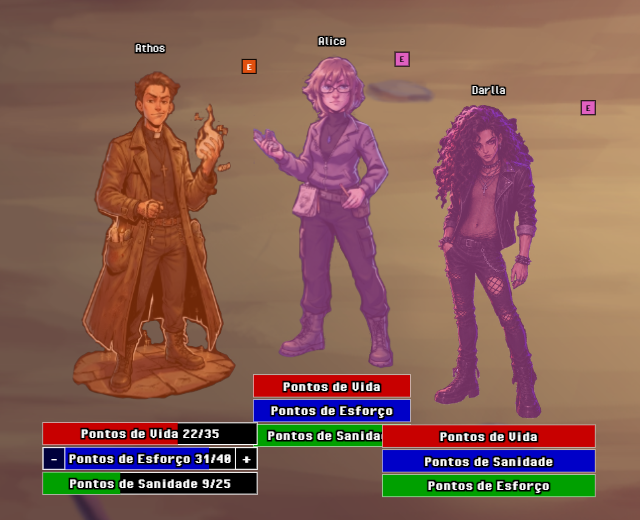 Athos
E
Alice
E
Darlla
E
Pontos de Vida
Pontos de Esforço
Pontos de Sanida
Pontos de Vida 22/35
- Pontos de Esforço 31/40 +
Pontos de Sanidade 9/25
Pontos de Vida
Pontos de Sanidade
Pontos de Esforço